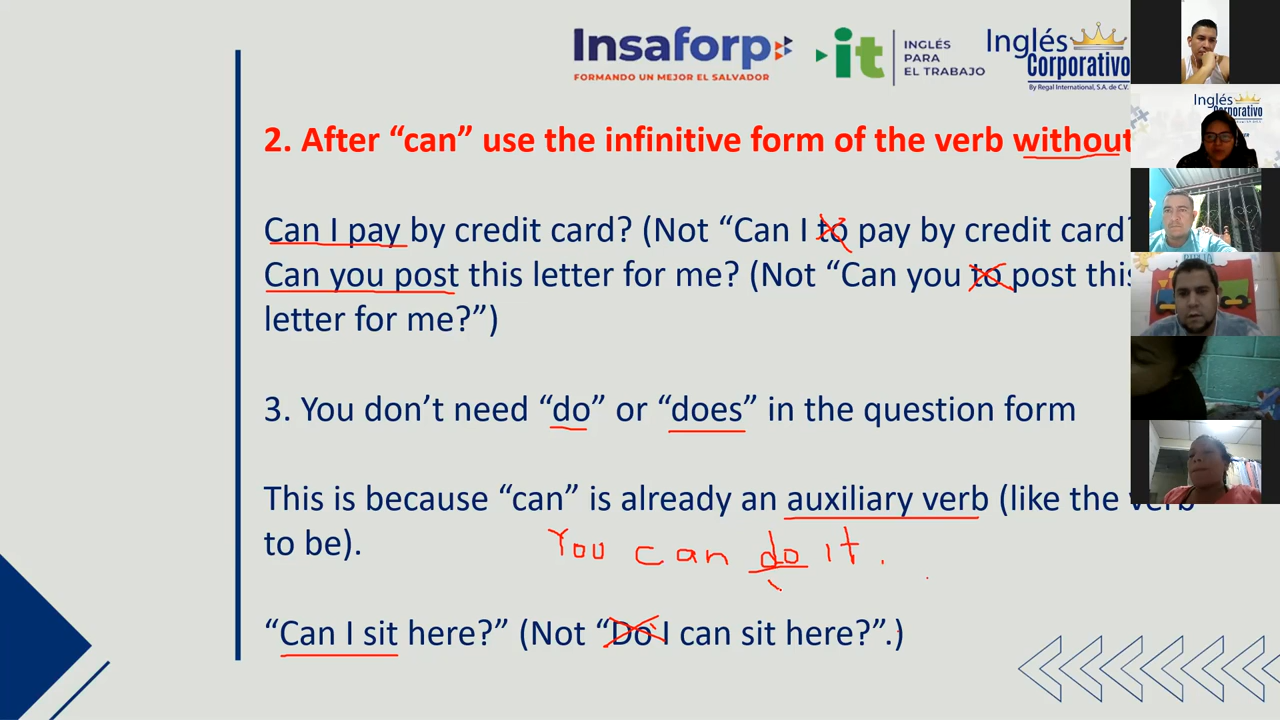 Insaforp
FORMANDO UN MEJOR EL SALVADOR
it
INGLÉS
PARA
EL TRABAJO
Inglés
Corporativo
By Regal International, S.A. de C.V.
Inglés
Corporativo
2. After “can” use the infinitive form of the verb without
Can I pay by credit card? (Not “Can I to pay by credit card?
Can you post this letter for me? (Not “Can you to post this
letter for me?”)
3. You don’t need “do” or “does” in the question form
This is because “can” is already an auxiliary verb (like the verb
to be).
You can do it.
“Can I sit here?” (Not “Do I can sit here?”.)